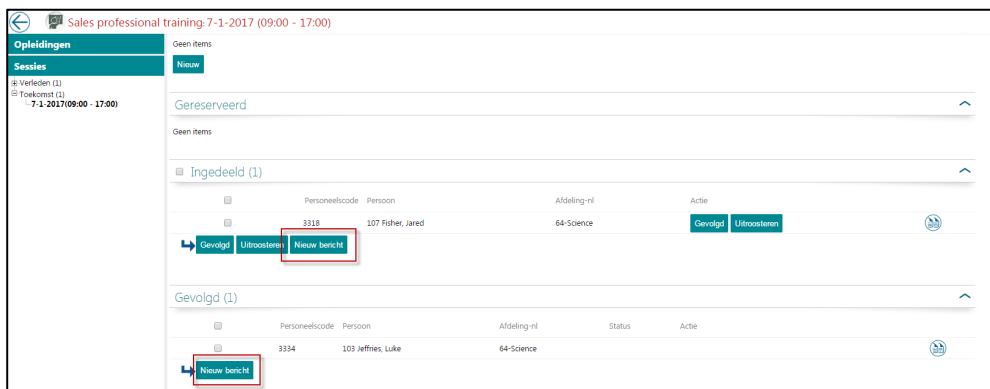 Sales professional training: 7-1-2017 (09:00 - 17:00)
Opleidingen
Sessies
Verleden (1)
Toekomst (1)
7-1-2017(09:00 - 17:00)
Geen items
Nieuw
Gereserveerd
Geen items
Ingedeeld (1)
Personeelscode Persoon Afdeling-nl Actie
3318 107 Fisher, Jared 64-Science Gevolgd Uitroosteren
Gevolgd Uitroosteren Nieuw bericht
Gevolgd (1)
Personeelscode Persoon Afdeling-nl Status Actie
3334 103 Jeffries, Luke 64-Science
Nieuw bericht